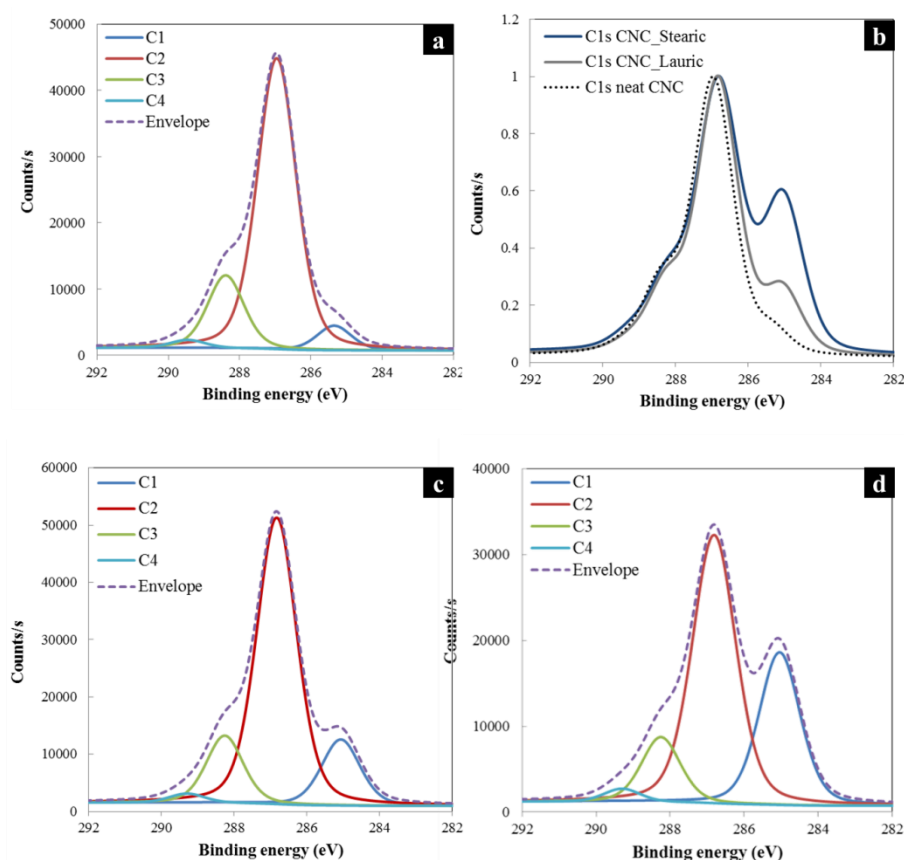 a
C1
C2
C3
C4
Envelope
50000
40000
30000
20000
10000
0
Counts/s
292 290 288 286 284 282
Binding energy (eV)
b
C1s CNC_Stearic
C1s CNC_Lauric
C1s neat CNC
1.2
1
0.8
0.6
0.4
0.2
0
Counts/s
292 290 288 286 284 282
Binding energy (eV)
c
C1
C2
C3
C4
Envelope
60000
50000
40000
30000
20000
10000
0
Counts/s
292 290 288 286 284 282
Binding energy (eV)
d
C1
C2
C3
C4
Envelope
40000
30000
20000
10000
0
Counts/s
292 290 288 286 284 282
Binding energy (eV)